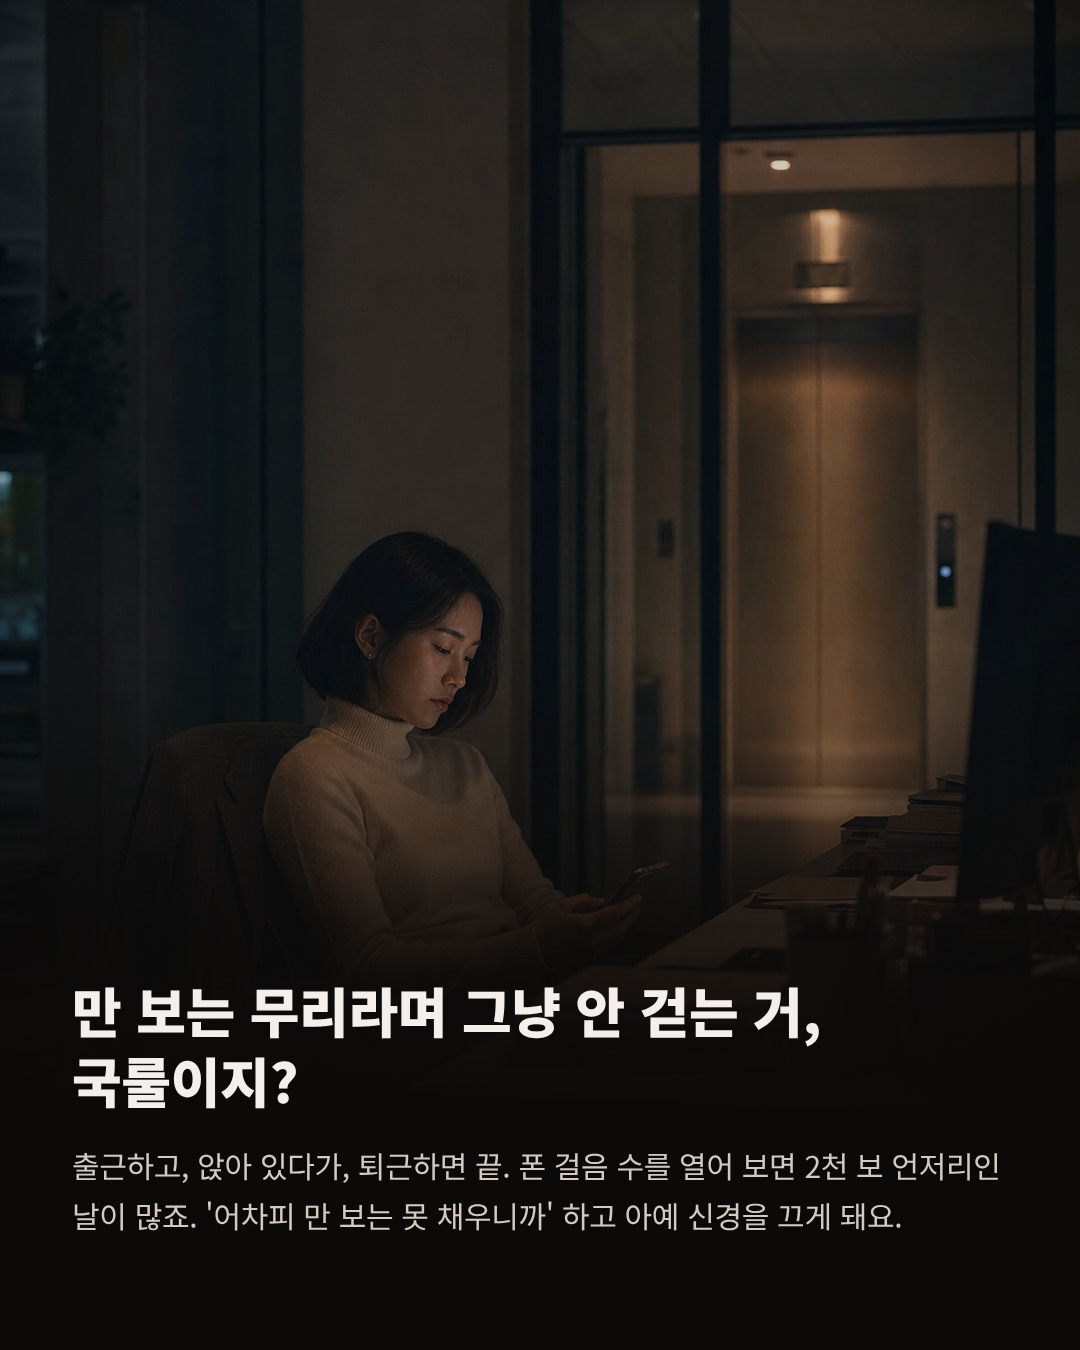 만 보는 무리라며 그냥 안 걷는 거,
국룰이지?
출근하고, 앉아 있다가, 퇴근하면 끝. 폰 걸음 수를 열어 보면 2천 보 언저리인
날이 많죠. '어차피 만 보는 못 채우니까' 하고 아예 신경을 끄게 돼요.